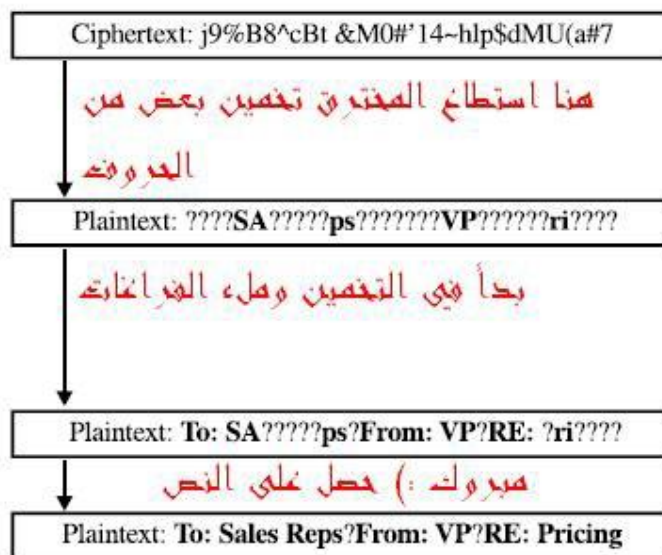 Ciphertext: j9%B8^cBt &M0#'14~hlp$dMU(a#7
هنا استطاع المخترق تخمين بعض من
الحروف
Plaintext: ????SA?????ps???????VP??????ri????
بدأ في التخمين وملء الفراغات
Plaintext: To: SA?????ps?From: VP?RE: ?ri????
مبروك :) حصل على النص
Plaintext: To: Sales Reps?From: VP?RE: Pricing